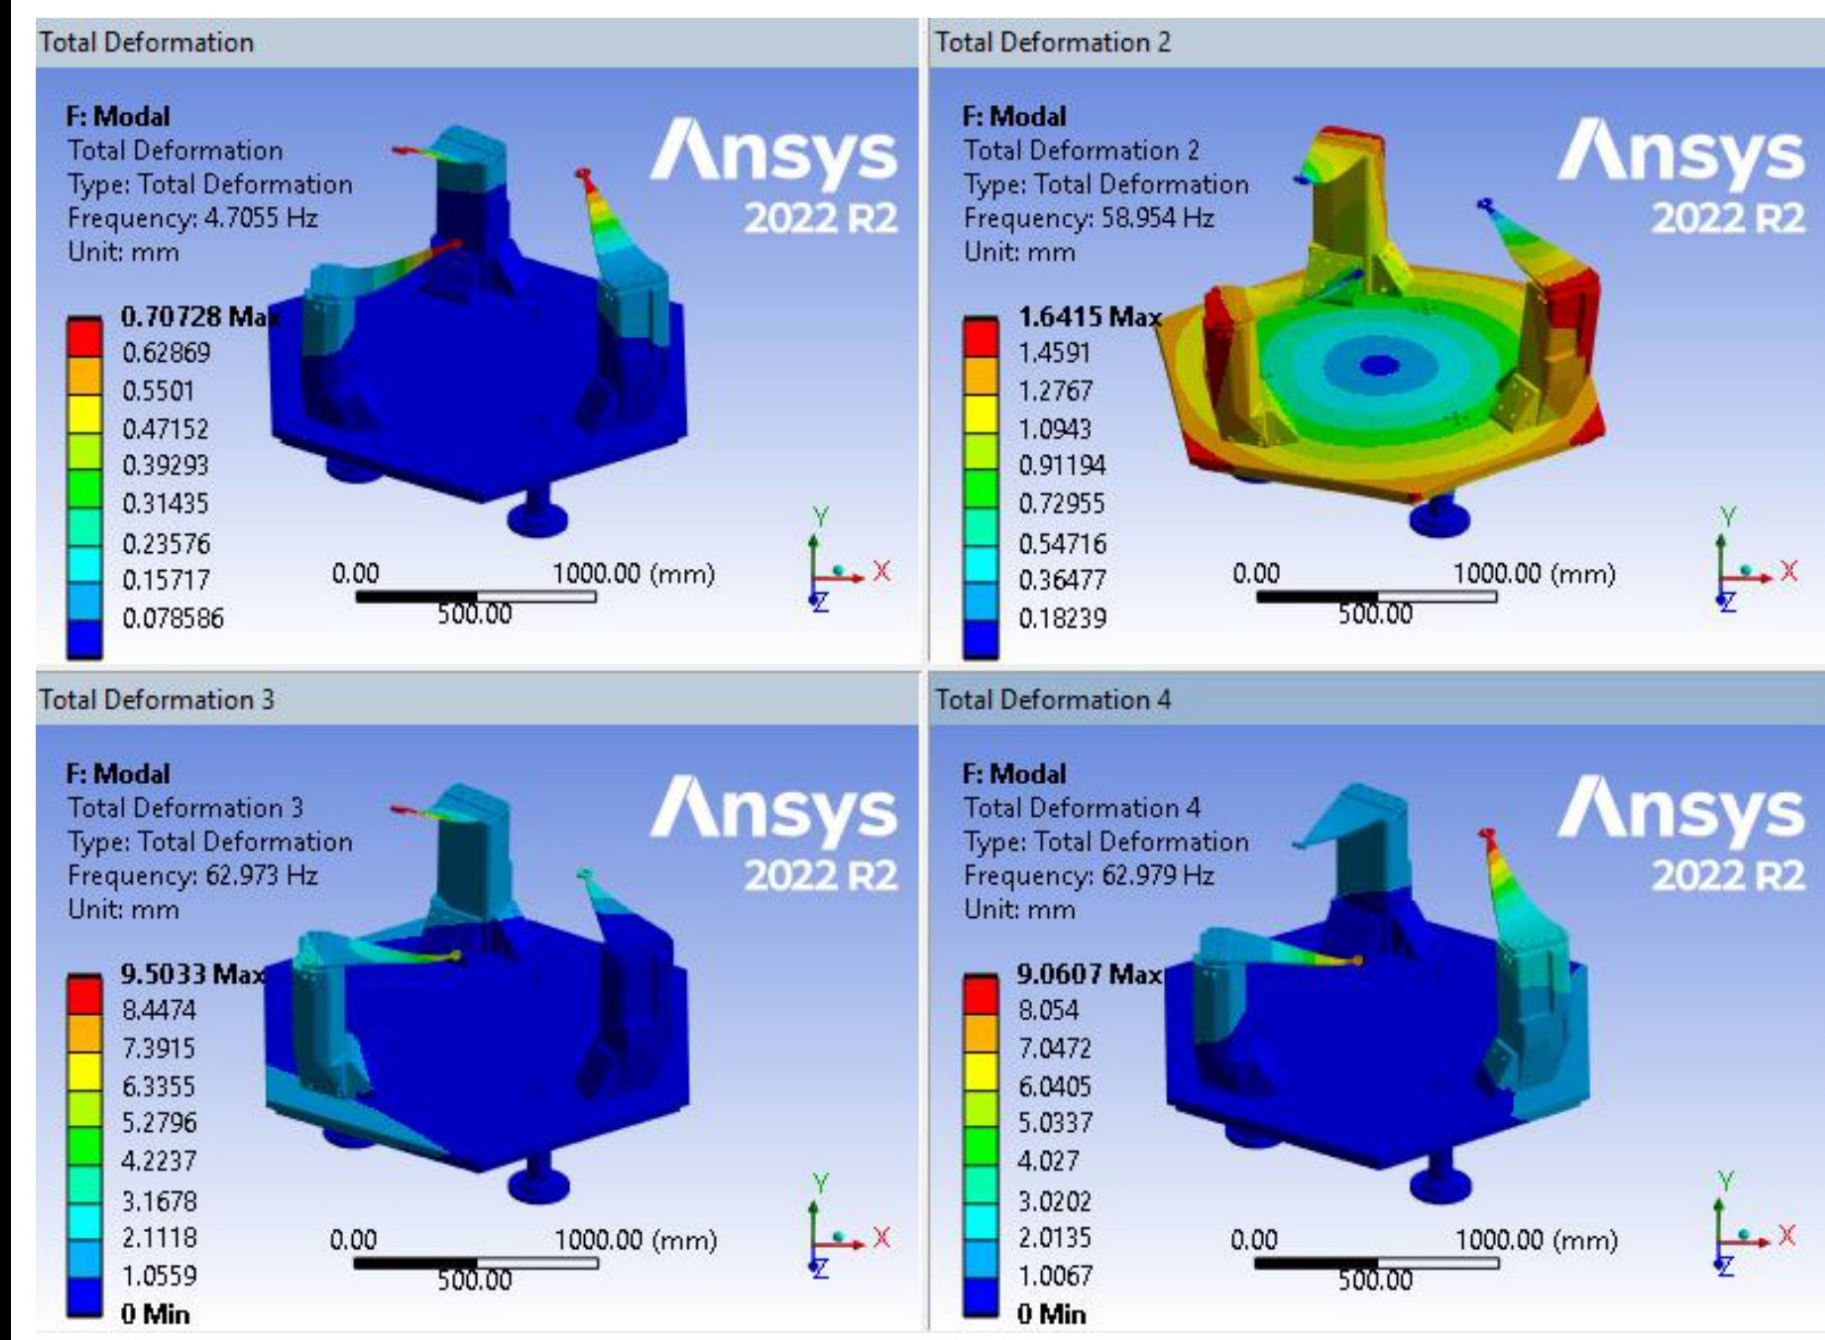 Total Deformation
F: Modal
Total Deformation
Type: Total Deformation
Frequency: 4.7055 Hz
Unit: mm
Ansys
2022 R2
0.70728 Max
0.62869
0.5501
0.47152
0.39293
0.31435
0.23576
0.15717
0.078586
0.00
1000.00 (mm)
500.00
Y
X
Z
Total Deformation 2
F: Modal
Total Deformation 2
Type: Total Deformation
Frequency: 58.954 Hz
Unit: mm
Ansys
2022 R2
1.6415 Max
1.4591
1.2767
1.0943
0.91194
0.72955
0.54716
0.36477
0.18239
0.00
1000.00 (mm)
500.00
Y
X
Z
Total Deformation 3
F: Modal
Total Deformation 3
Type: Total Deformation
Frequency: 62.973 Hz
Unit: mm
Ansys
2022 R2
9.5033 Max
8.4474
7.3915
6.3355
5.2796
4.2237
3.1678
2.1118
1.0559
0 Min
0.00
1000.00 (mm)
500.00
Y
X
Z
Total Deformation 4
F: Modal
Total Deformation 4
Type: Total Deformation
Frequency: 62.979 Hz
Unit: mm
Ansys
2022 R2
9.0607 Max
8.054
7.0472
6.0405
5.0337
4.027
3.0202
2.0135
1.0067
0 Min
0.00
1000.00 (mm)
500.00
Y
X
Z